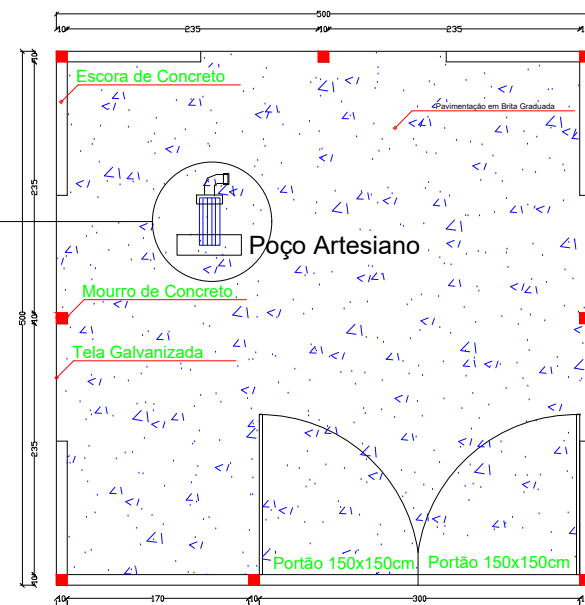 500
10 235 10 235
10
Escora de Concreto
Pavimentação em Brita Graduada
235
Poço Artesiano
Mourro de Concreto
500
10
Tela Galvanizada
235
Portão 150x150cm
Portão 150x150cm
10
10 170 10 300